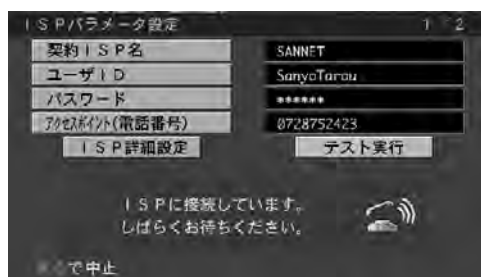 ISPパラメータ設定 1 2
契約ISP名 SANNET
ユーザID SanyoTarou
パスワード ******
アクセスポイント(電話番号) 0728752423
ISP詳細設定 テスト実行
ISPに接続しています。
しばらくお待ちください。
で中止